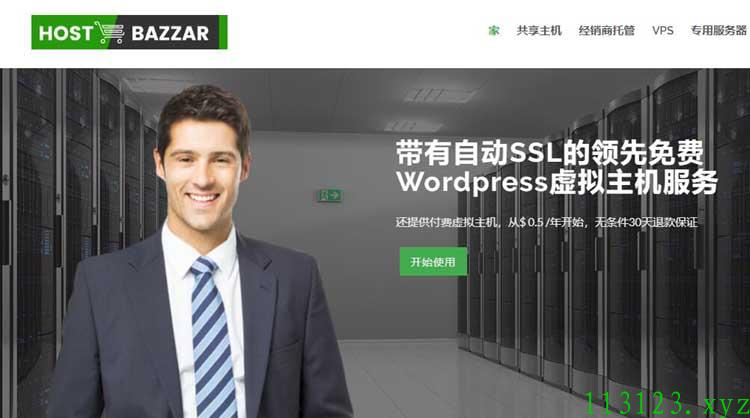 HOST BAZZAR
家 共享主机 经销商托管 VPS 专用服务器
带有自动SSL的领先免费
Wordpress虚拟主机服务
还提供付费虚拟主机，从$ 0.5 /年开始，无条件30天退款保证
开始使用
113123.xyz